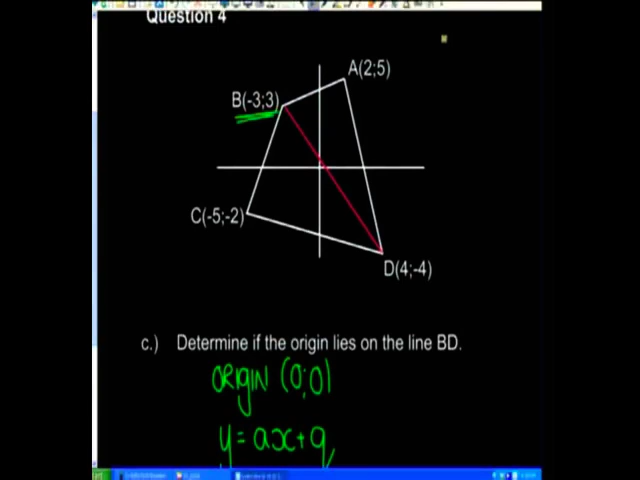 Question 4
A(2;5)
B(-3;3)
C(-5;-2)
D(4;-4)
c.) Determine if the origin lies on the line BD.
ORIGIN (0;0)
y = ax + q